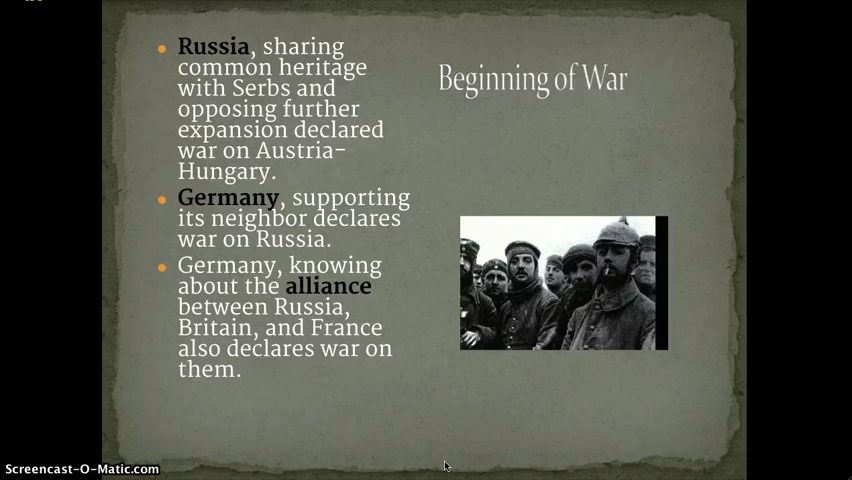 Russia, sharing
common heritage
with Serbs and
opposing further
expansion declared
war on Austria-
Hungary.
Germany, supporting
its neighbor declares
war on Russia.
Germany, knowing
about the alliance
between Russia,
Britain, and France
also declares war on
them.
Beginning of War
Screencast-O-Matic.com